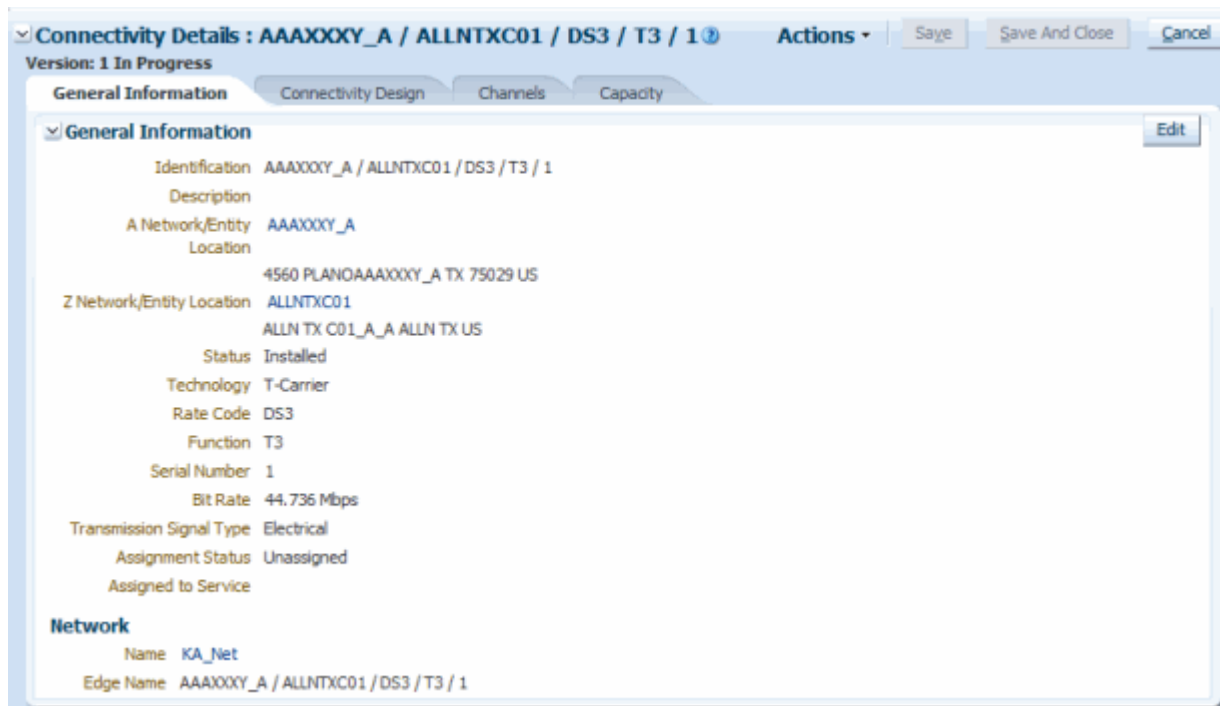 Connectivity Details : AAAXXXY_A / ALLNTXC01 / DS3 / T3 / 1 Actions Save Save And Close Cancel
Version: 1 In Progress
General Information Connectivity Design Channels Capacity
General Information Edit
Identification AAAXXXY_A / ALLNTXC01 / DS3 / T3 / 1
Description
A Network/Entity Location AAAXXXY_A
4560 PLANOAAAXXXY_A TX 75029 US
Z Network/Entity Location ALLNTXC01
ALLN TX C01_A_A ALLN TX US
Status Installed
Technology T-Carrier
Rate Code DS3
Function T3
Serial Number 1
Bit Rate 44.736 Mbps
Transmission Signal Type Electrical
Assignment Status Unassigned
Assigned to Service
Network
Name KA_Net
Edge Name AAAXXXY_A / ALLNTXC01 / DS3 / T3 / 1